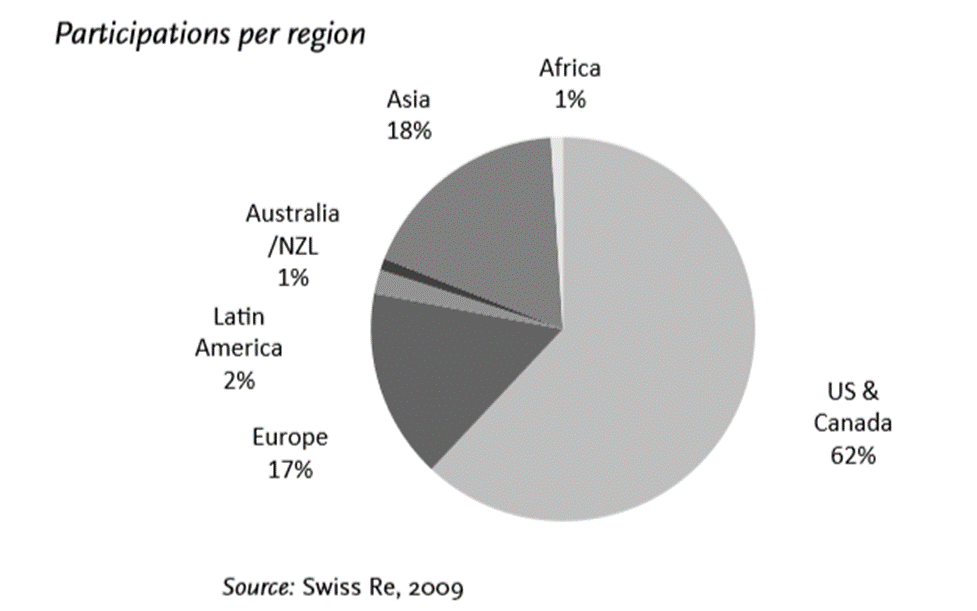 Participations per region
Africa
1%
Asia
18%
Australia
/NZL
1%
Latin
America
2%
US &
Canada
62%
Europe
17%
Source: Swiss Re, 2009